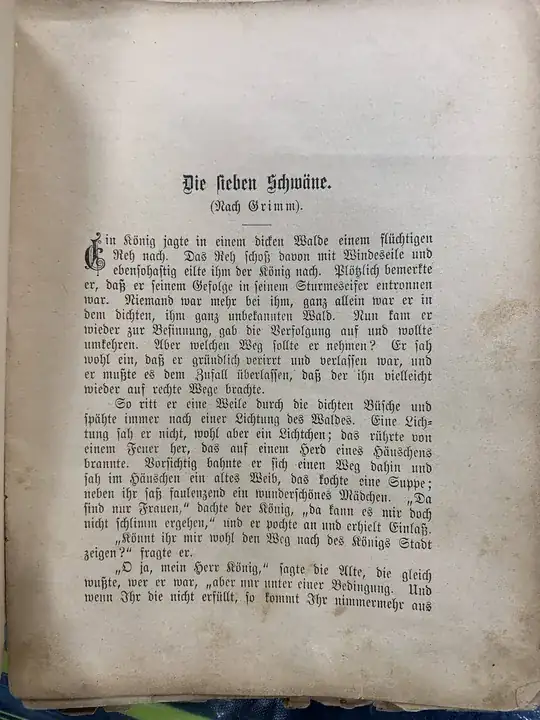 Die sieben Schwäne.
(Nach Grimm).
Ein König jagte in einem dicken Walde einem flüchtigen
Reh nach. Das Reh schoß davon mit Windeseile und
ebensohastig eilte ihm der König nach. Plötzlich bemerkte
er, daß er seinem Gefolge in seinem Sturmeseifer entronnen
war. Niemand war mehr bei ihm, ganz allein war er in
dem dichten, ihm ganz unbekannten Wald. Nun kam er
wieder zur Besinnung, gab die Verfolgung auf und wollte
umkehren. Aber welchen Weg sollte er nehmen? Er sah
wohl ein, daß er gründlich verirrt und verlassen war, und
er mußte es dem Zufall überlassen, daß der ihn vielleicht
wieder auf rechte Wege brachte.
So ritt er eine Weile durch die dichten Büsche und
spähte immer nach einer Lichtung des Waldes. Eine Lich-
tung sah er nicht, wohl aber ein Lichtchen; das rührte von
einem Feuer her, das auf einem Herd eines Häuschens
brannte. Vorsichtig bahnte er sich einen Weg dahin und
sah im Häuschen ein altes Weib, das kochte eine Suppe;
neben ihr saß faulenzend ein wunderschönes Mädchen. „Da
sind nur Frauen,“ dachte der König, „da kann es mir doch
nicht schlimm ergehen,“ und er pochte an und erhielt Einlaß.
„Könnt ihr mir wohl den Weg nach des Königs Stadt
zeigen?“ fragte er.
„O ja, mein Herr König,“ sagte die Alte, die gleich
wußte, wer er war, „aber nur unter einer Bedingung. Und
wenn Ihr die nicht erfüllt, so kommt Ihr nimmermehr aus